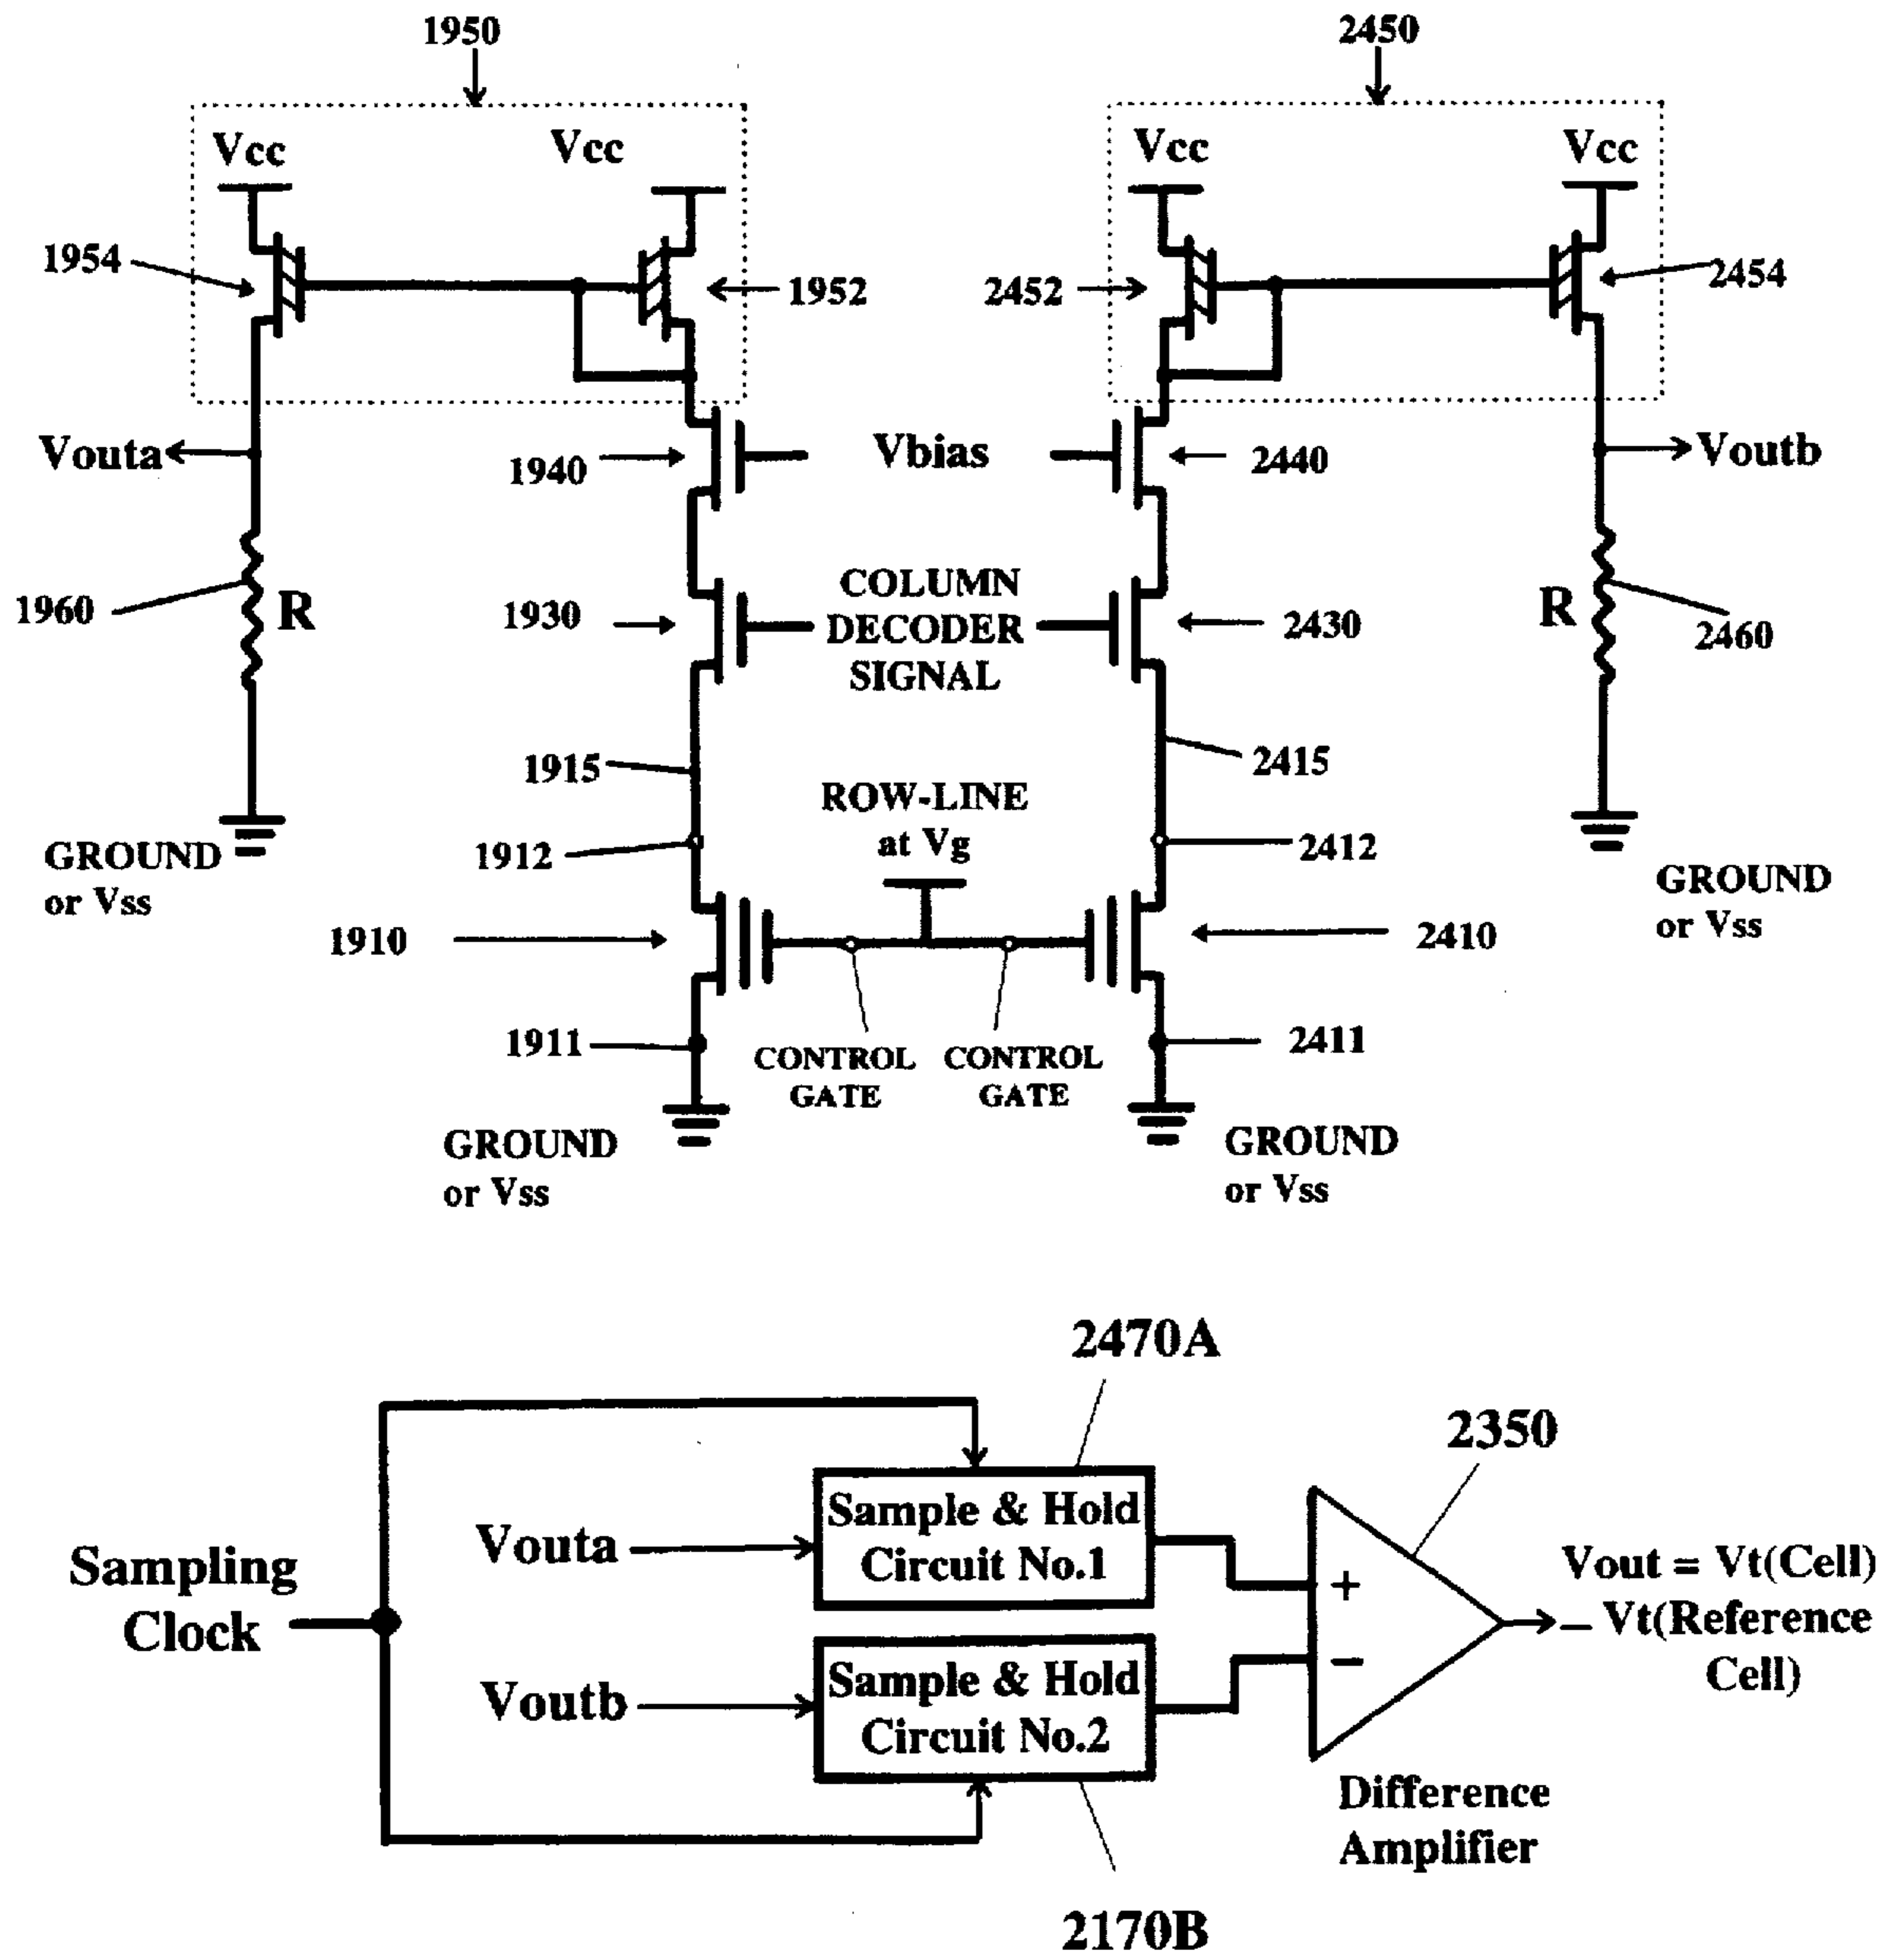 1950
2450
Vcc
Vcc
Vcc
Vcc
1954
1952
2452
2454
Vouta
1940
Vbias
2440
Voutb
1960
R
1930
COLUMN
DECODER
SIGNAL
2430
R
2460
1915
2415
ROW-LINE
at Vg
1912
2412
GROUND
or Vss
GROUND
or Vss
1910
2410
1911
CONTROL
GATE
CONTROL
GATE
2411
GROUND
or Vss
GROUND
or Vss
2470A
2350
Sampling
Clock
Vouta
Sample & Hold
Circuit No.1
+
Vout = Vt(Cell)
– Vt(Reference
Cell)
Voutb
Sample & Hold
Circuit No.2
–
Difference
Amplifier
2170B